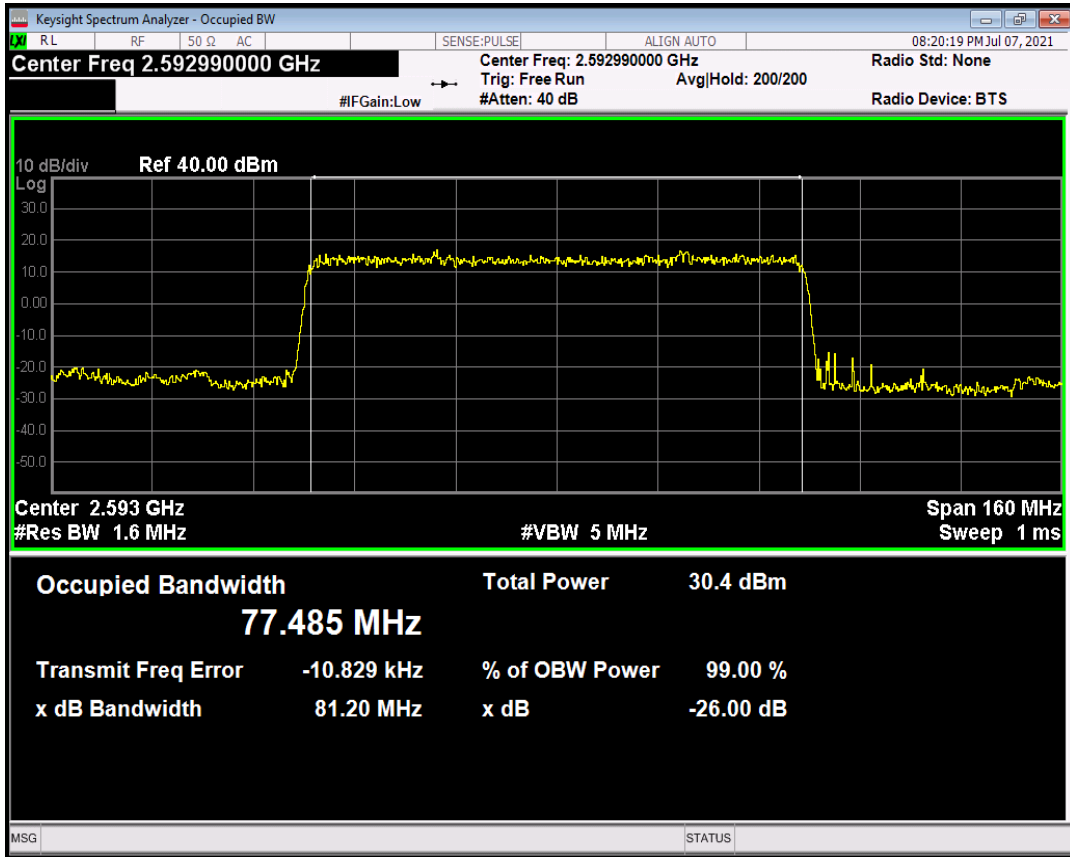 Keysight Spectrum Analyzer - Occupied BW
LXI RL RF 50 Ω AC SENSE:PULSE ALIGN AUTO 08:20:19 PM Jul 07, 2021
Center Freq 2.592990000 GHz Center Freq: 2.592990000 GHz Radio Std: None
Trig: Free Run Avg|Hold: 200/200
#IFGain:Low #Atten: 40 dB Radio Device: BTS
10 dB/div Ref 40.00 dBm
Log
30.0
20.0
10.0
0.00
-10.0
-20.0
-30.0
-40.0
-50.0
Center 2.593 GHz Span 160 MHz
#Res BW 1.6 MHz #VBW 5 MHz Sweep 1 ms
Occupied Bandwidth Total Power 30.4 dBm
77.485 MHz
Transmit Freq Error -10.829 kHz % of OBW Power 99.00 %
x dB Bandwidth 81.20 MHz x dB -26.00 dB
MSG STATUS